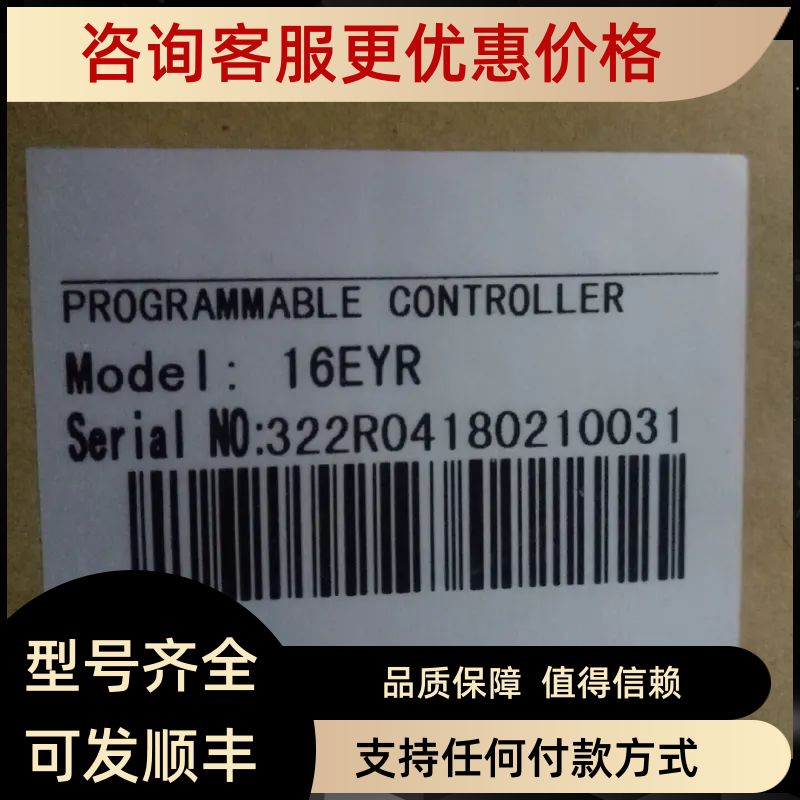 咨询客服更优惠价格
PROGRAMMABLE CONTROLLER
Model: 16EYR
Serial NO:322R04180210031
型号齐全
可发顺丰
品质保障 值得信赖
支持任何付款方式